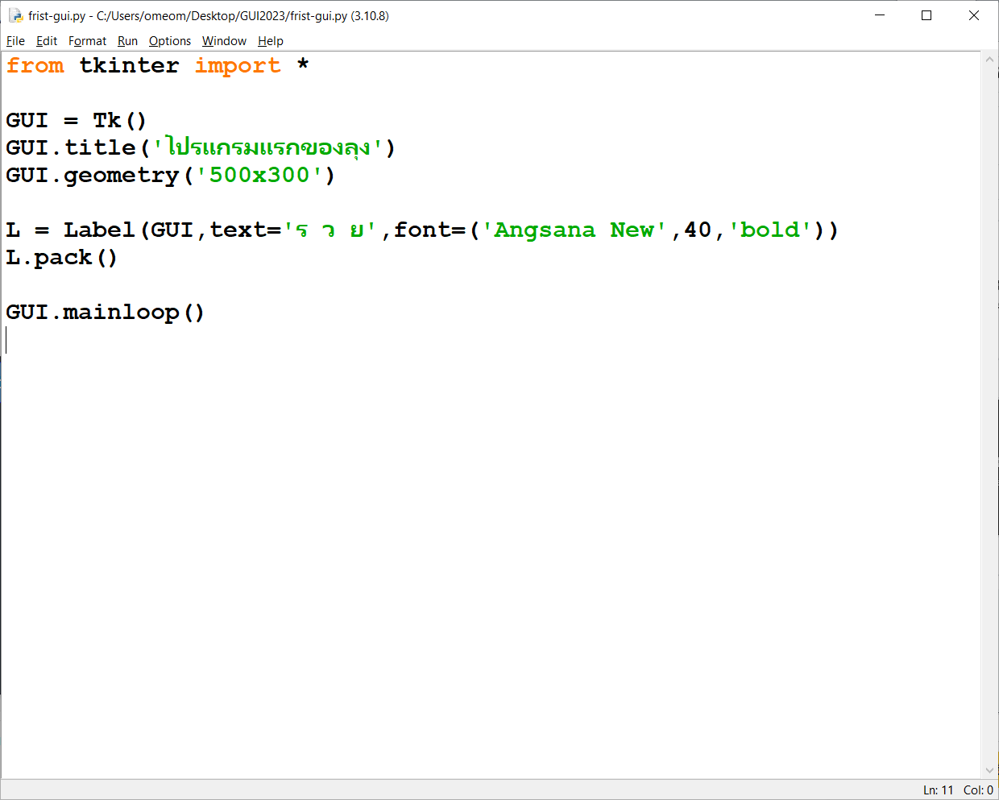 frist-gui.py - C:/Users/omeom/Desktop/GUI2023/frist-gui.py (3.10.8)
File Edit Format Run Options Window Help
from tkinter import *
GUI = Tk()
GUI.title('โปรแกรมแรกของลุง')
GUI.geometry('500x300')
L = Label(GUI,text='ร ว ย',font=('Angsana New',40,'bold'))
L.pack()
GUI.mainloop()
Ln: 11 Col: 0